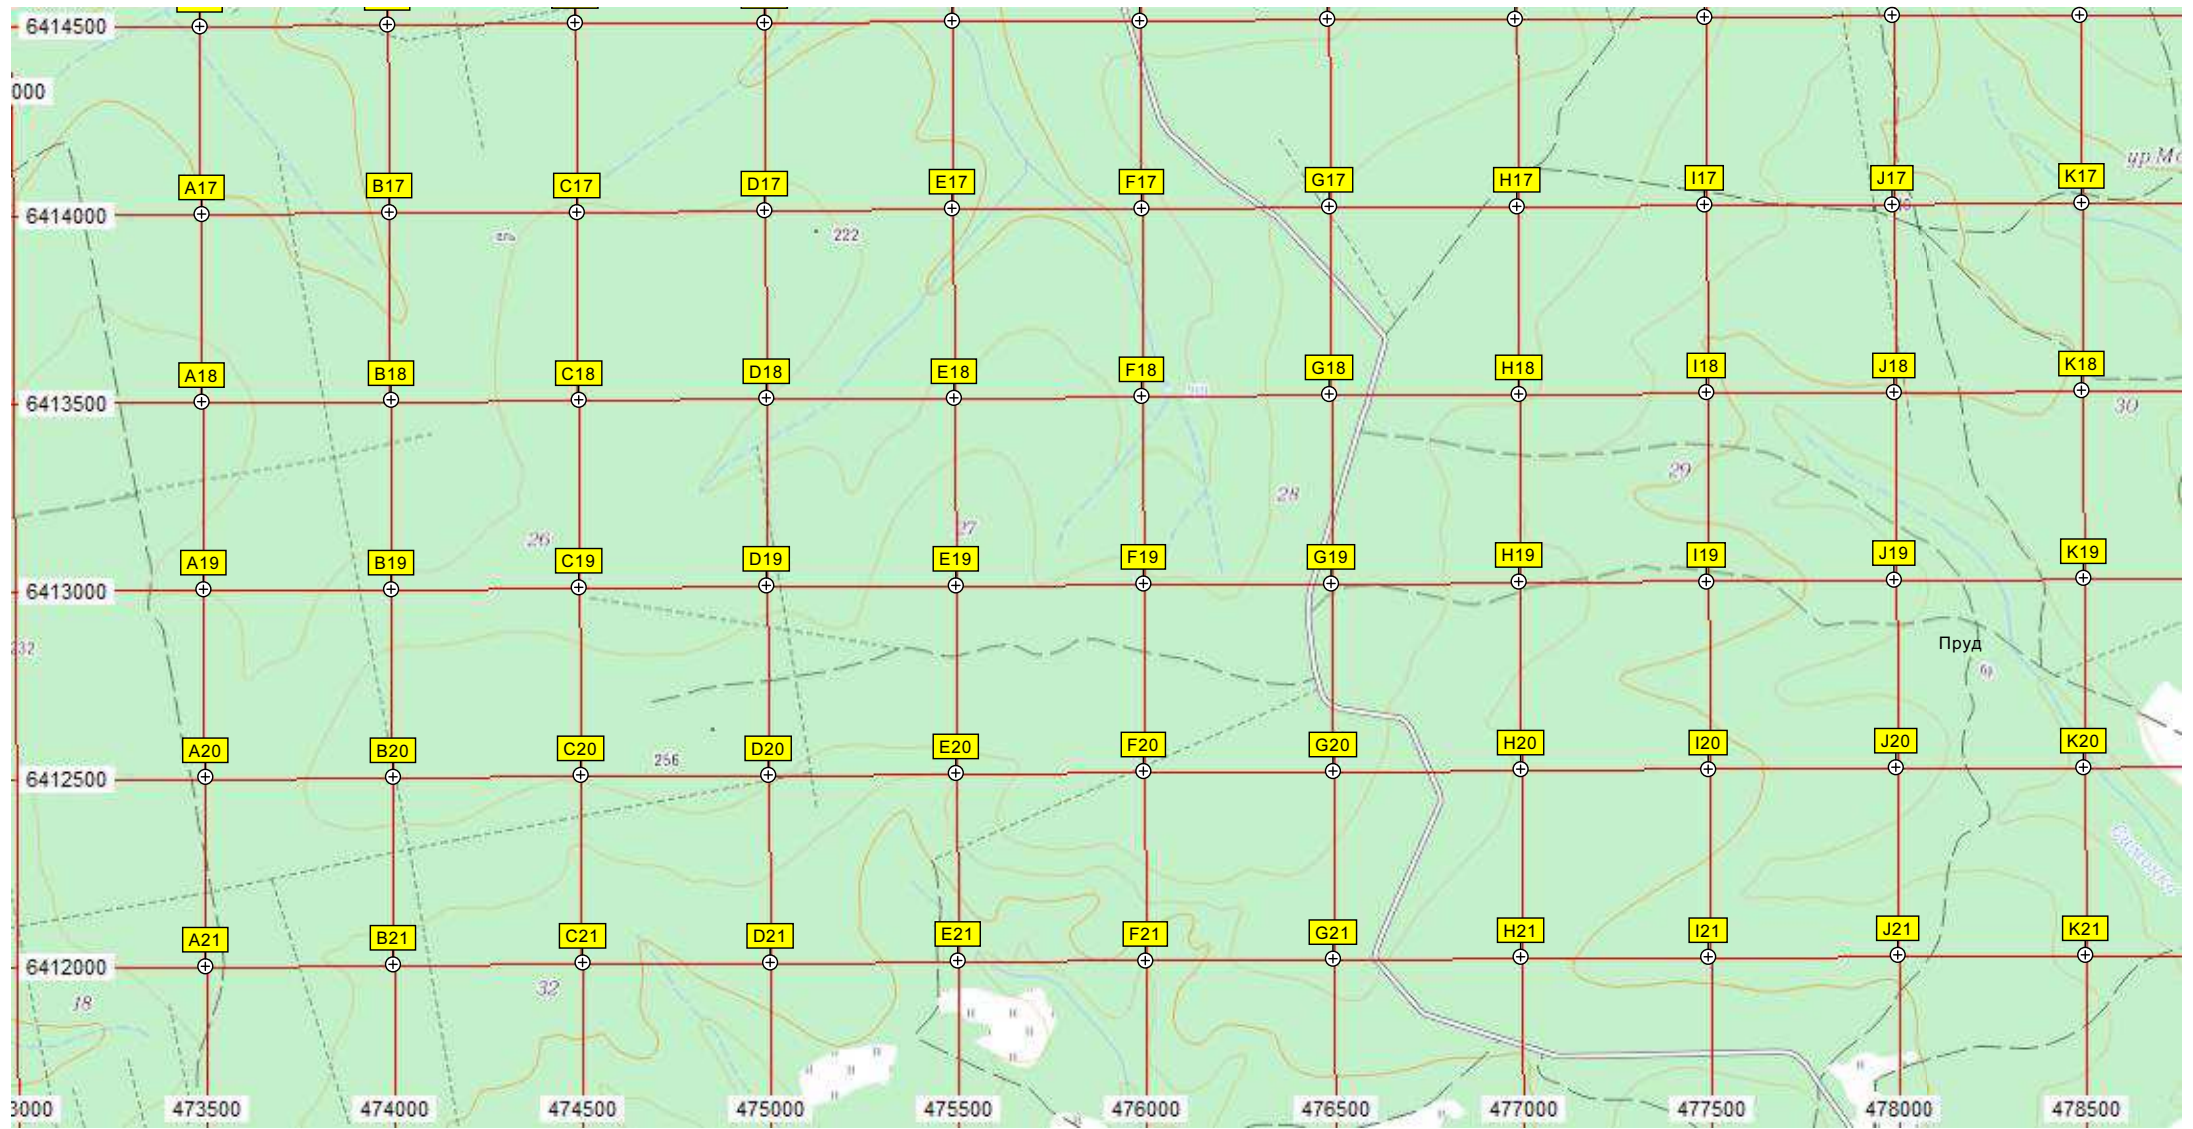 6414500
000
ур.Мо
A17 B17 C17 D17 E17 F17 G17 H17 I17 J17 K17
6414000
ель
222
A18 B18 C18 D18 E18 F18 G18 H18 I18 J18 K18
6413500
30
29
28
27
26
A19 B19 C19 D19 E19 F19 G19 H19 I19 J19 K19
6413000
232
Пруд
A20 B20 C20 D20 E20 F20 G20 H20 I20 J20 K20
256
6412500
A21 B21 C21 D21 E21 F21 G21 H21 I21 J21 K21
6412000
18
32
3000 473500 474000 474500 475000 475500 476000 476500 477000 477500 478000 478500